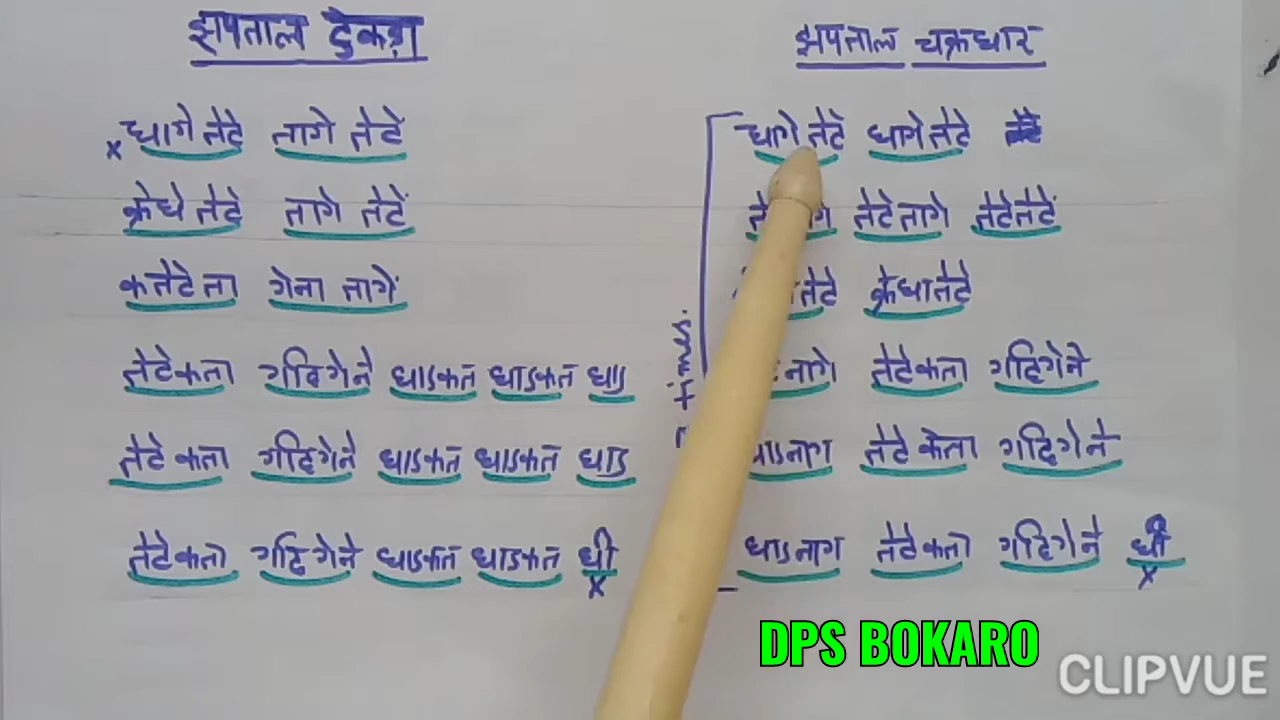 झपताल टुकड़ा
x धागे तेटे तागे तेटे
क्रेधे तेटे तागे तेटे
कतेटेता गेना तागे
तेटेकता गदिगेने धाऽकत धाऽकत धाऽ
तेटेकता गदिगेने धाऽकत धाऽकत धाऽ
तेटेकता गदिगेने धाऽकत धाऽकत धी
x
झपताल चक्रधार
धागेतेटे धागेतेटे
तेटेतागे तेटेतेटे
क्रेधातेटे
नागे तेटेकता गदिगेने
धाऽनाग तेटेकता गदिगेने
धाऽनाग तेटेकता गदिगेने धी
x
DPS BOKARO
CLIPVUE